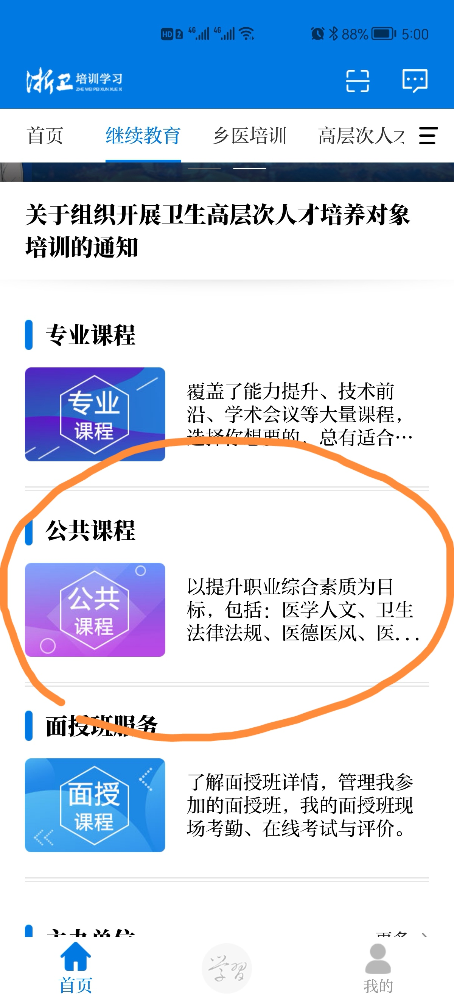 HD 2 4G 4G 88% 5:00
浙卫 培训学习
ZHE WEI PEI XUN XUE XI
首页 继续教育 乡医培训 高层次人才
关于组织开展卫生高层次人才培养对象
培训的通知
专业课程
专业
课程
覆盖了能力提升、技术前
沿、学术会议等大量课程，
选择你想要的，总有适合…
公共课程
公共
课程
以提升职业综合素质为目
标，包括：医学人文、卫生
法律法规、医德医风、医...
面授班服务
面授
课程
了解面授班详情，管理我参
加的面授班，我的面授班现
场考勤、在线考试与评价。
主办单位 更多
首页 学習 我的